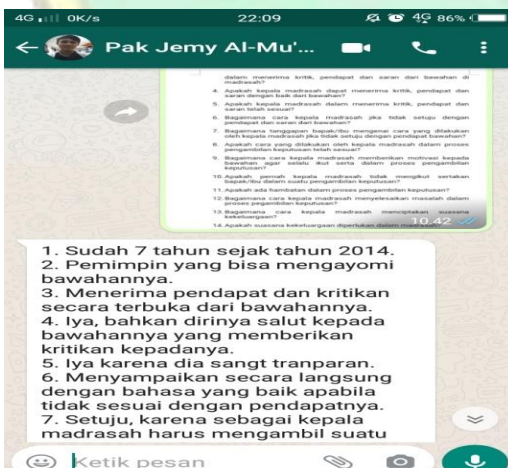 4G 0K/s 22:09 4G 86%
Pak Jemy Al-Mu'...
dalam menerima kritik, pendapat dan saran dari bawahan di
madrasah?
4. Apakah kepala madrasah dapat menerima kritik, pendapat dan
saran dengan baik dari bawahan?
5. Apakah kepala madrasah dalam menerima kritik, pendapat dan
saran telah sesuai?
6. Bagaimana cara kepala madrasah jika tidak setuju dengan
pendapat dan saran dari bawahan?
7. Bagaimana tanggapan bapak/ibu mengenai cara yang dilakukan
oleh kepala madrasah jika tidak setuju dengan pendapat bawahan?
8. Apakah cara yang dilakukan oleh kepala madrasah dalam proses
pengambilan keputusan telah sesuai?
9. Bagaimana cara kepala madrasah memberikan motivasi kepada
bawahan agar selalu ikut serta dalam proses pengambilan
keputusan?
10. Apakah pernah kepala madrasah tidak mengikut sertakan
bapak/ibu dalam suatu pengambilan keputusan?
11. Apakah ada hambatan dalam proses pengambilan keputusan?
12. Bagaimana cara kepala madrasah menyelesaikan masalah dalam
proses pegambilan keputusan?
13. Bagaimana cara kepala madrasah menciptakan suasana
kekeluargaan?
14. Apakah suasana kekeluargaan diperlukan dalam madrasah?
10.42
1. Sudah 7 tahun sejak tahun 2014.
2. Pemimpin yang bisa mengayomi
bawahannya.
3. Menerima pendapat dan kritikan
secara terbuka dari bawahannya.
4. Iya, bahkan dirinya salut kepada
bawahannya yang memberikan
kritikan kepadanya.
5. Iya karena dia sangt tranparan.
6. Menyampaikan secara langsung
dengan bahasa yang baik apabila
tidak sesuai dengan pendapatnya.
7. Setuju, karena sebagai kepala
madrasah harus mengambil suatu
Ketik pesan